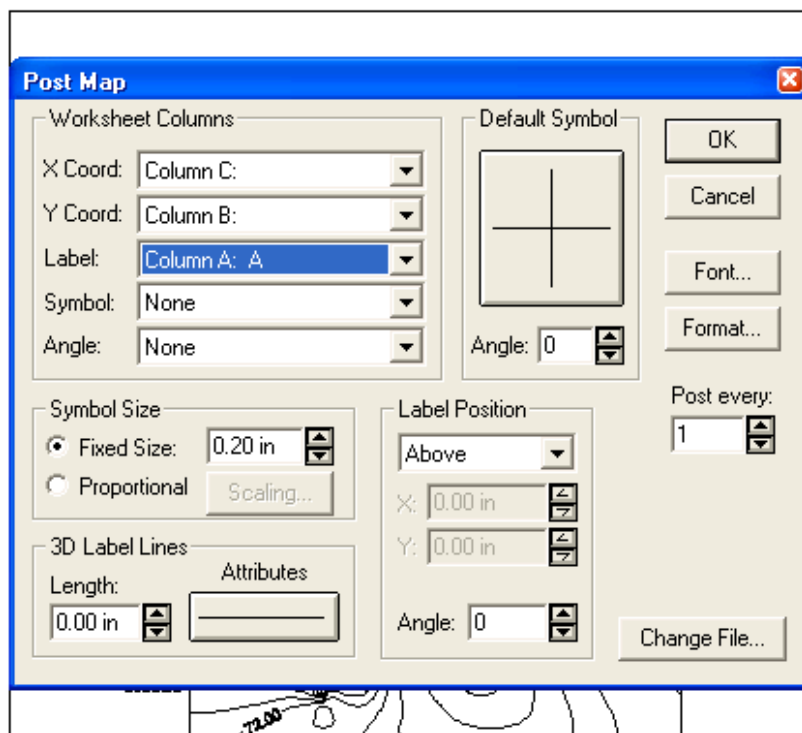 Post Map
Worksheet Columns
X Coord: Column C:
Y Coord: Column B:
Label: Column A: A
Symbol: None
Angle: None
Default Symbol
Angle: 0
OK
Cancel
Font...
Format...
Post every:
1
Symbol Size
Fixed Size: 0.20 in
Proportional Scaling...
Label Position
Above
X: 0.00 in
Y: 0.00 in
Angle: 0
3D Label Lines
Length: Attributes
0.00 in
Change File...
-72.00